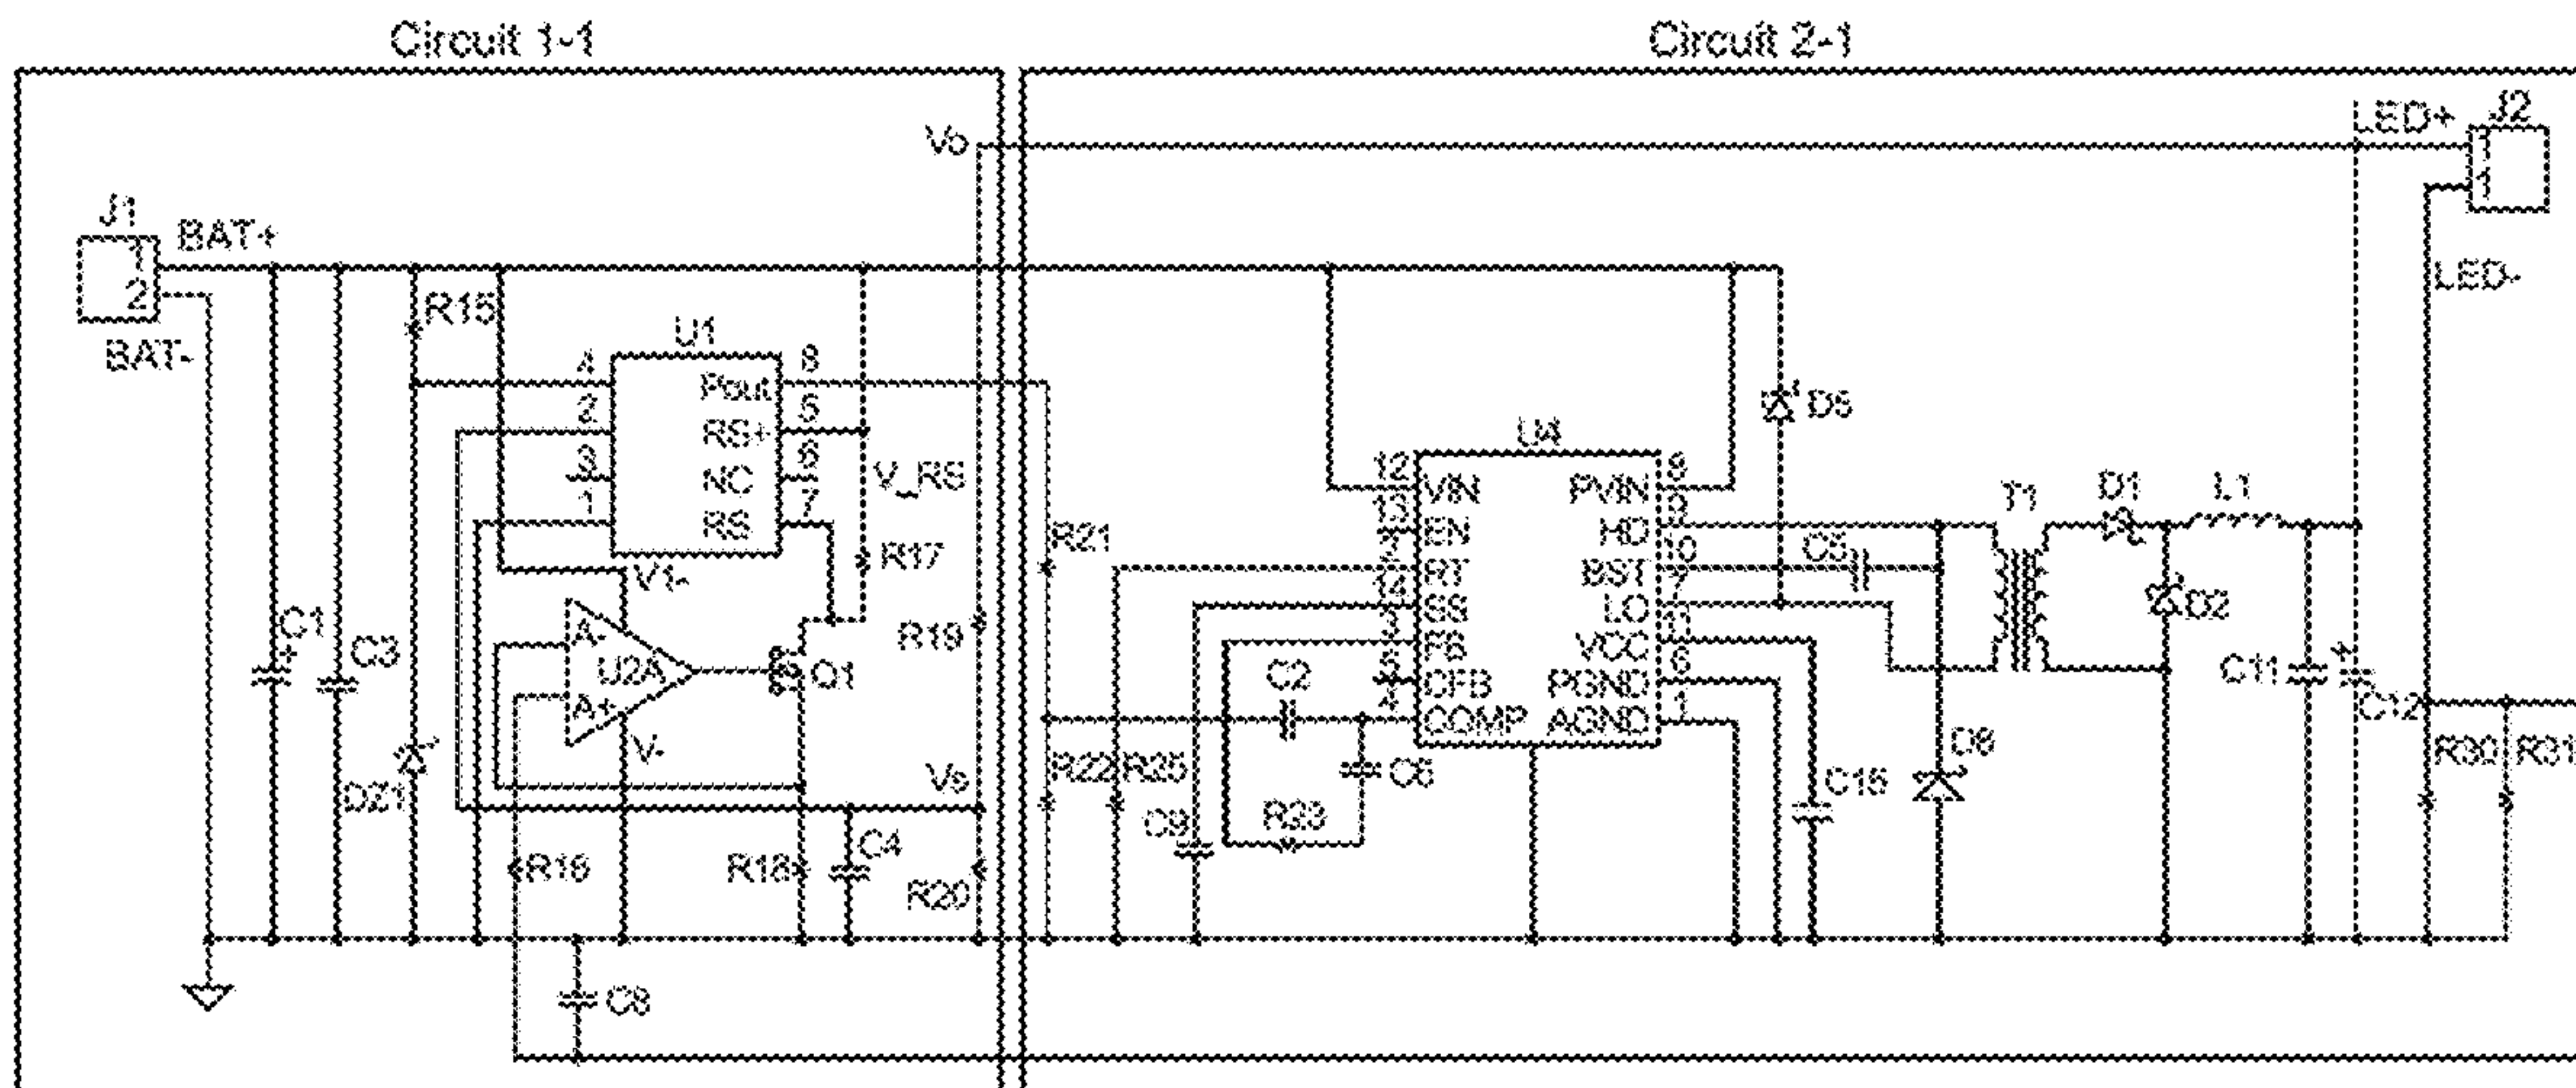 Circuit 1-1
Circuit 2-1
J1
BAT+
1
2
BAT-
R15
C1
+
C3
DZ1
U1
4
2
3
1
Pout
RS+
NC
RS
8
5
6
7
V_RS
R17
V1-
A-
U2A
A+
V-
Q1
R16
R18
C4
C8
Vo
R19
Vs
R20
R21
R22
R25
C9
C2
R23
U4
12
VIN
13
EN
2
RT
14
SS
3
FB
5
CFB
4
COMP
PVIN
8
HO
9
BST
10
LO
7
VCC
11
PGND
6
AGND
1
C5
D5
C15
T1
D1
L1
D2
C11
+
C12
LED+
J2
1
LED-
R30
R31